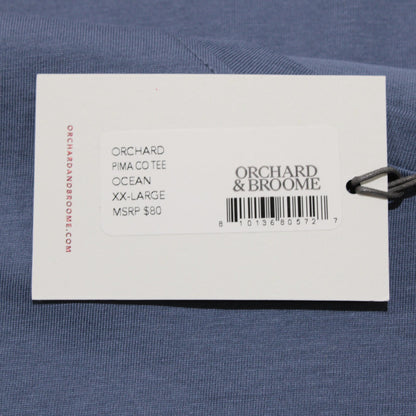 ORCHARDANDBROOME.COM
ORCHARD
PIMA CO TEE
OCEAN
XX-LARGE
MSRP $80
ORCHARD
& BROOME
8 10136 80572 7